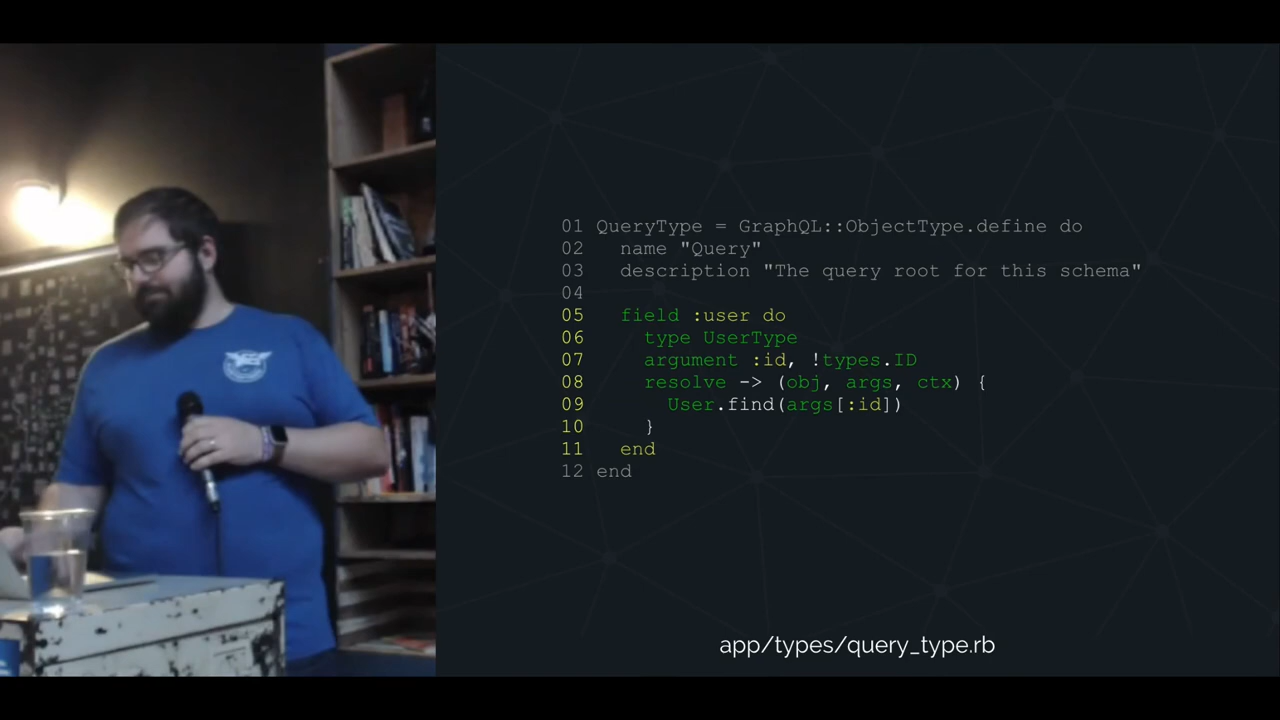 01 QueryType = GraphQL::ObjectType.define do
02   name "Query"
03   description "The query root for this schema"
04
05   field :user do
06     type UserType
07     argument :id, !types.ID
08     resolve -> (obj, args, ctx) {
09       User.find(args[:id])
10     }
11   end
12 end
app/types/query_type.rb